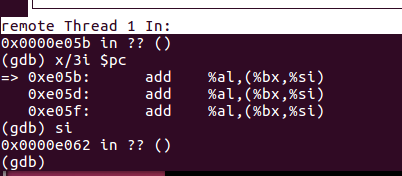 remote Thread 1 In:
0x0000e05b in ?? ()
(gdb) x/3i $pc
=> 0xe05b:      add    %al,(%bx,%si)
   0xe05d:      add    %al,(%bx,%si)
   0xe05f:      add    %al,(%bx,%si)
(gdb) si
0x0000e062 in ?? ()
(gdb)